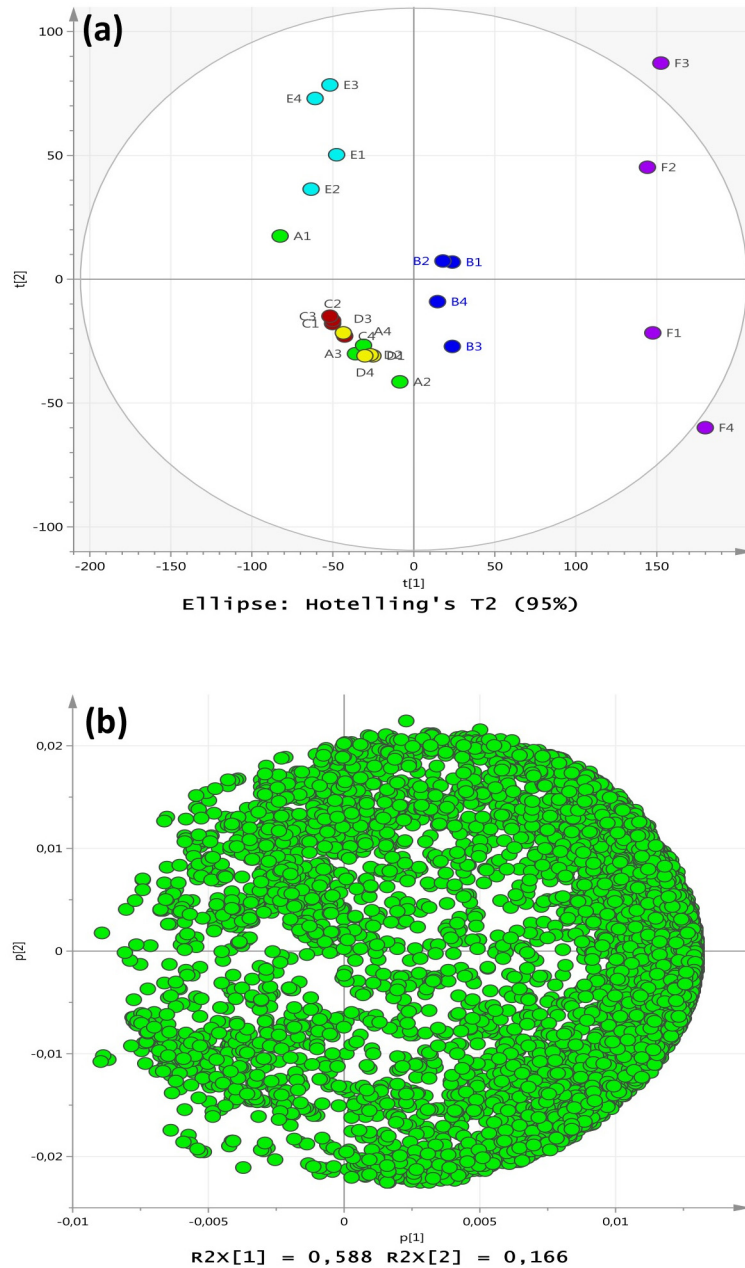 (a)
100
50
0
-50
-100
t[2]
E3
E4
E1
E2
A1
F3
F2
B2 B1
B4
B3
F1
F4
C2
C3 D3
C1 A4
C4
A3 D2 D1
D4 A2
-200 -150 -100 -50 0 50 100 150
t[1]
Ellipse: Hotelling's T2 (95%)
(b)
0,02
0,01
0
-0,01
-0,02
p[2]
-0,01 -0,005 0 0,005 0,01
p[1]
R2X[1] = 0,588 R2X[2] = 0,166